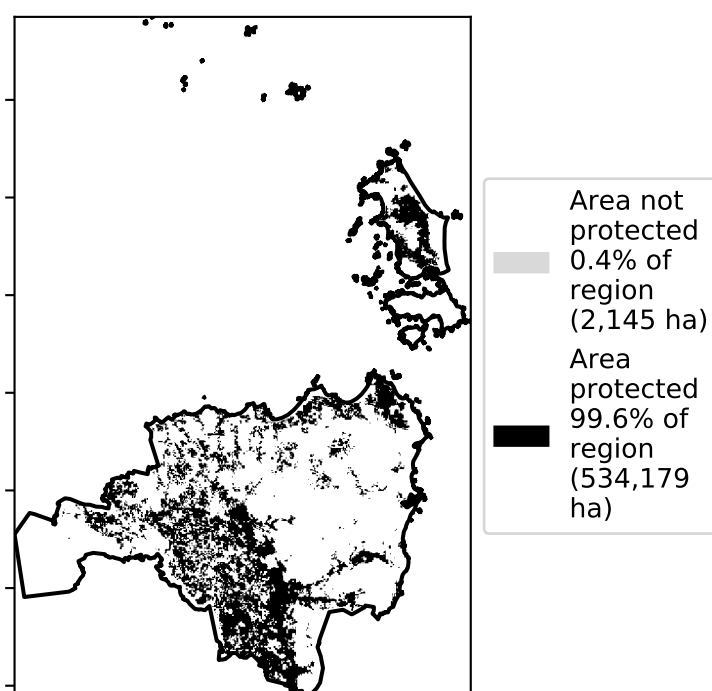 Area not
protected
0.4% of
region
(2,145 ha)
Area
protected
99.6% of
region
(534,179
ha)